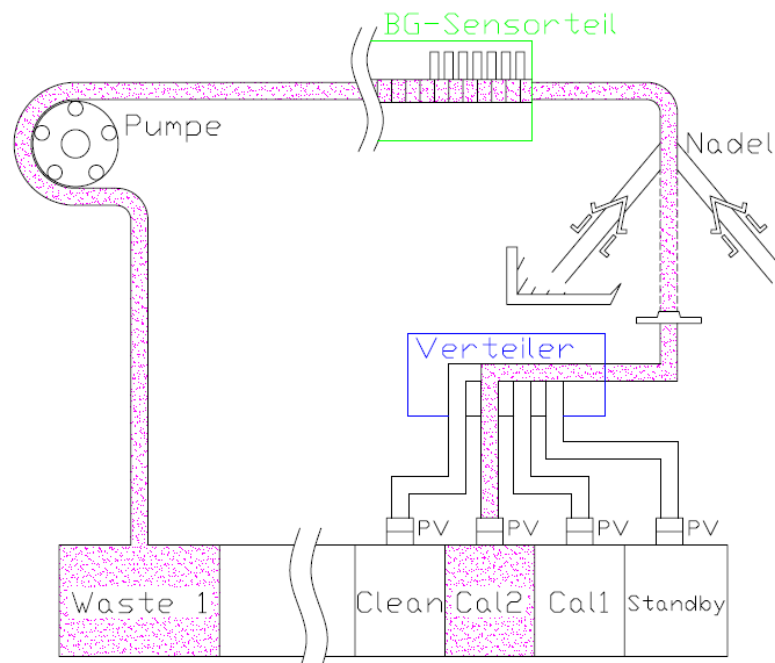 BG-Sensorteil
Pumpe
Nadel
Verteiler
PV PV PV PV
Waste 1 Clean Cal2 Cal1 Standby